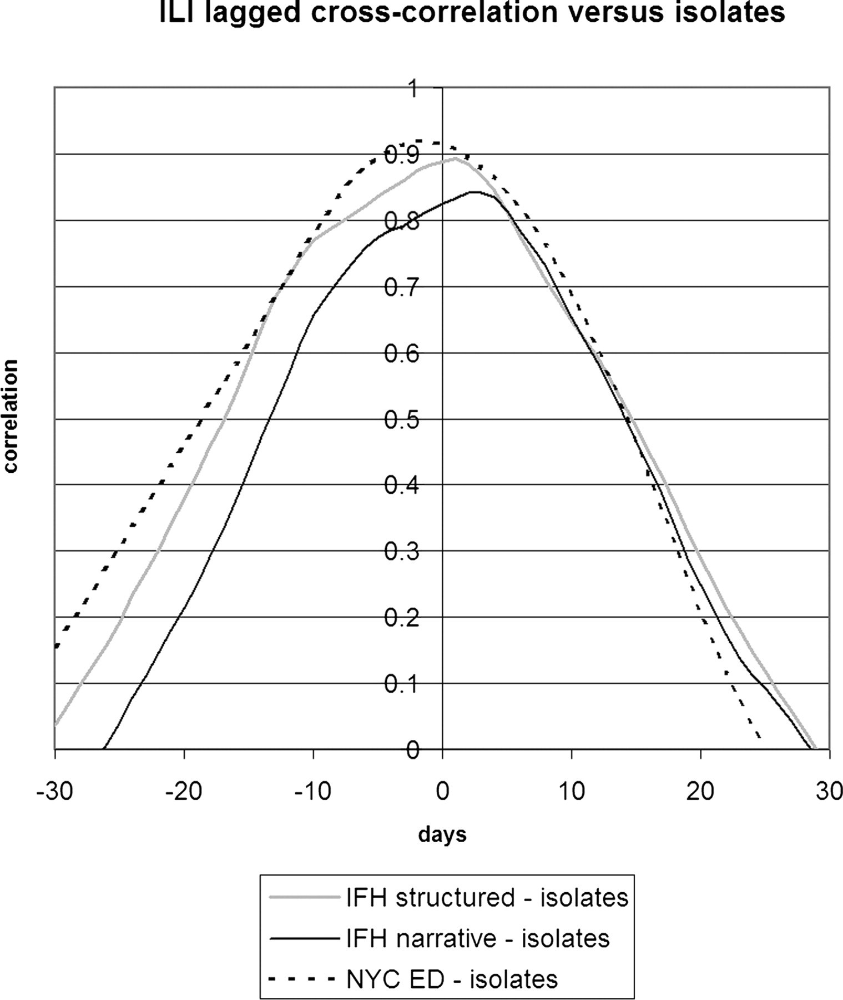 ILI lagged cross-correlation versus isolates
1
0.9
0.8
0.7
0.6
0.5
0.4
0.3
0.2
0.1
0
correlation
-30 -20 -10 0 10 20 30
days
IFH structured - isolates
IFH narrative - isolates
NYC ED - isolates